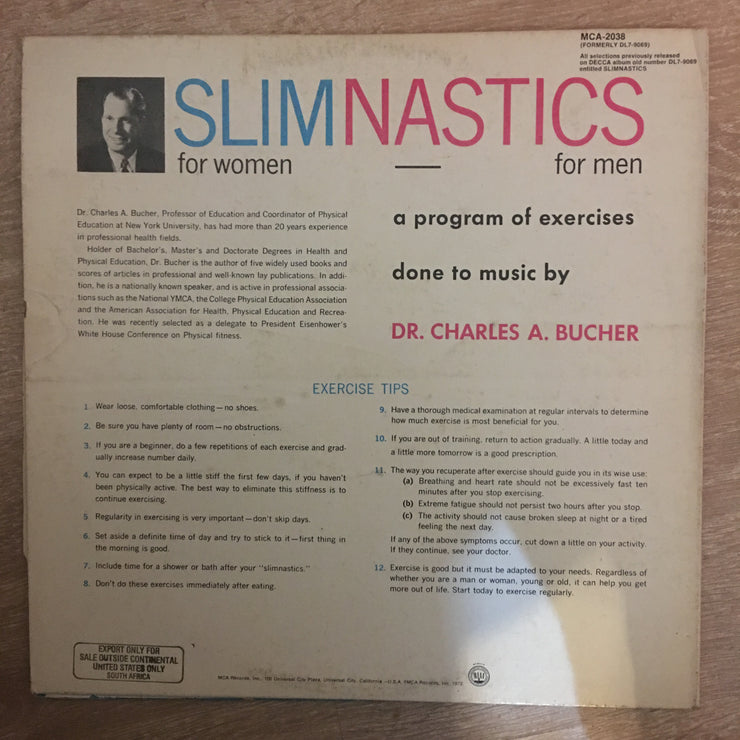 MCA-2038
(FORMERLY DL7-9069)
All selections previously released
on DECCA album old number DL7-9069
entitled SLIMNASTICS
SLIMNASTICS
for women — for men
Dr. Charles A. Bucher, Professor of Education and Coordinator of Physical
Education at New York University, has had more than 20 years experience
in professional health fields.
Holder of Bachelor's, Master's and Doctorate Degrees in Health and
Physical Education, Dr. Bucher is the author of five widely used books and
scores of articles in professional and well-known lay publications. In addi-
tion, he is a nationally known speaker, and is active in professional associa-
tions such as the National YMCA, the College Physical Education Association
and the American Association for Health, Physical Education and Recrea-
tion. He was recently selected as a delegate to President Eisenhower's
White House Conference on Physical fitness.
a program of exercises
done to music by
DR. CHARLES A. BUCHER
EXERCISE TIPS
1. Wear loose, comfortable clothing—no shoes.
2. Be sure you have plenty of room—no obstructions.
3. If you are a beginner, do a few repetitions of each exercise and grad-
ually increase number daily.
4. You can expect to be a little stiff the first few days, if you haven't
been physically active. The best way to eliminate this stiffness is to
continue exercising.
5. Regularity in exercising is very important—don't skip days.
6. Set aside a definite time of day and try to stick to it—first thing in
the morning is good.
7. Include time for a shower or bath after your "slimnastics."
8. Don't do these exercises immediately after eating.
9. Have a thorough medical examination at regular intervals to determine
how much exercise is most beneficial for you.
10. If you are out of training, return to action gradually. A little today and
a little more tomorrow is a good prescription.
11. The way you recuperate after exercise should guide you in its wise use:
(a) Breathing and heart rate should not be excessively fast ten
minutes after you stop exercising.
(b) Extreme fatigue should not persist two hours after you stop.
(c) The activity should not cause broken sleep at night or a tired
feeling the next day.
If any of the above symptoms occur, cut down a little on your activity.
If they continue, see your doctor.
12. Exercise is good but it must be adapted to your needs. Regardless of
whether you are a man or woman, young or old, it can help you get
more out of life. Start today to exercise regularly.
EXPORT ONLY FOR
SALE OUTSIDE CONTINENTAL
UNITED STATES ONLY
SOUTH AFRICA
MCA Records, Inc., 100 Universal City Plaza, Universal City, California—U.S.A. ℗MCA Records, Inc. 1973